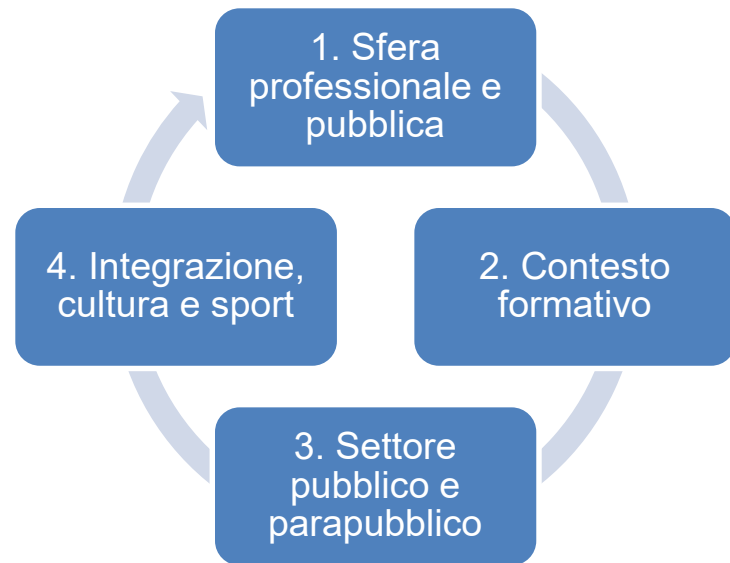 1. Sfera
professionale e
pubblica
2. Contesto
formativo
3. Settore
pubblico e
parapubblico
4. Integrazione,
cultura e sport